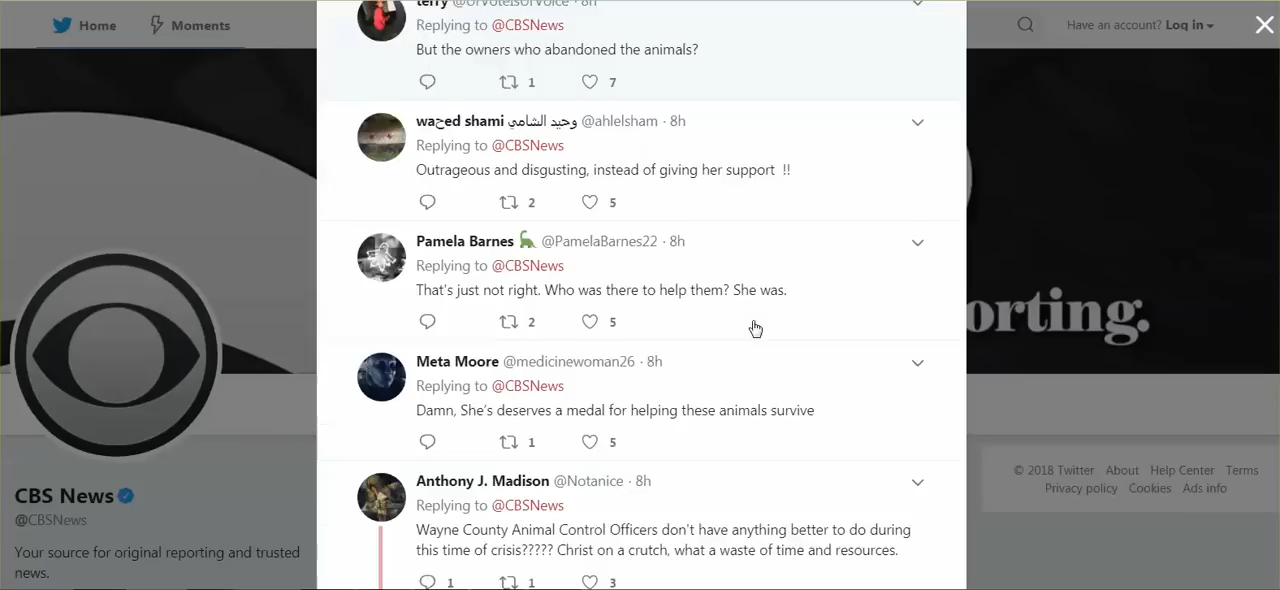 Home
Moments
Have an account? Log in
terry @UrVoteIsUrVoice · 8h
Replying to @CBSNews
But the owners who abandoned the animals?
1
7
waحed shami وحيد الشامي @ahlelsham · 8h
Replying to @CBSNews
Outrageous and disgusting, instead of giving her support !!
2
5
Pamela Barnes 🦕 @PamelaBarnes22 · 8h
Replying to @CBSNews
That's just not right. Who was there to help them? She was.
2
5
Meta Moore @medicinewoman26 · 8h
Replying to @CBSNews
Damn, She's deserves a medal for helping these animals survive
1
5
Anthony J. Madison @Notanice · 8h
Replying to @CBSNews
Wayne County Animal Control Officers don't have anything better to do during
this time of crisis????? Christ on a crutch, what a waste of time and resources.
1
1
3
CBS News
@CBSNews
Your source for original reporting and trusted
news.
orting.
© 2018 Twitter About Help Center Terms
Privacy policy Cookies Ads info